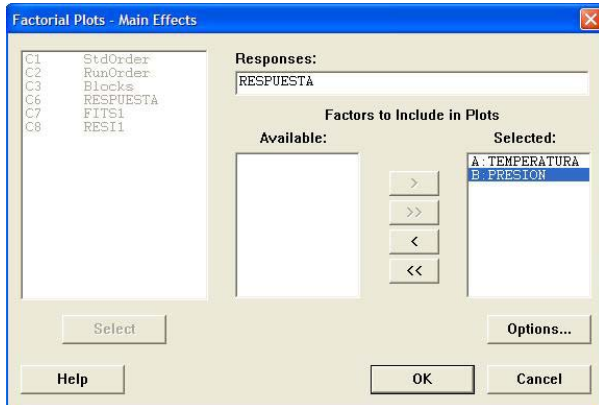 Factorial Plots - Main Effects
C1 StdOrder
C2 RunOrder
C3 Blocks
C6 RESPUESTA
C7 FITS1
C8 RESI1
Responses:
RESPUESTA
Factors to Include in Plots
Available:
Selected:
A:TEMPERATURA
B:PRESION
>
>>
<
<<
Select
Options...
Help
OK
Cancel